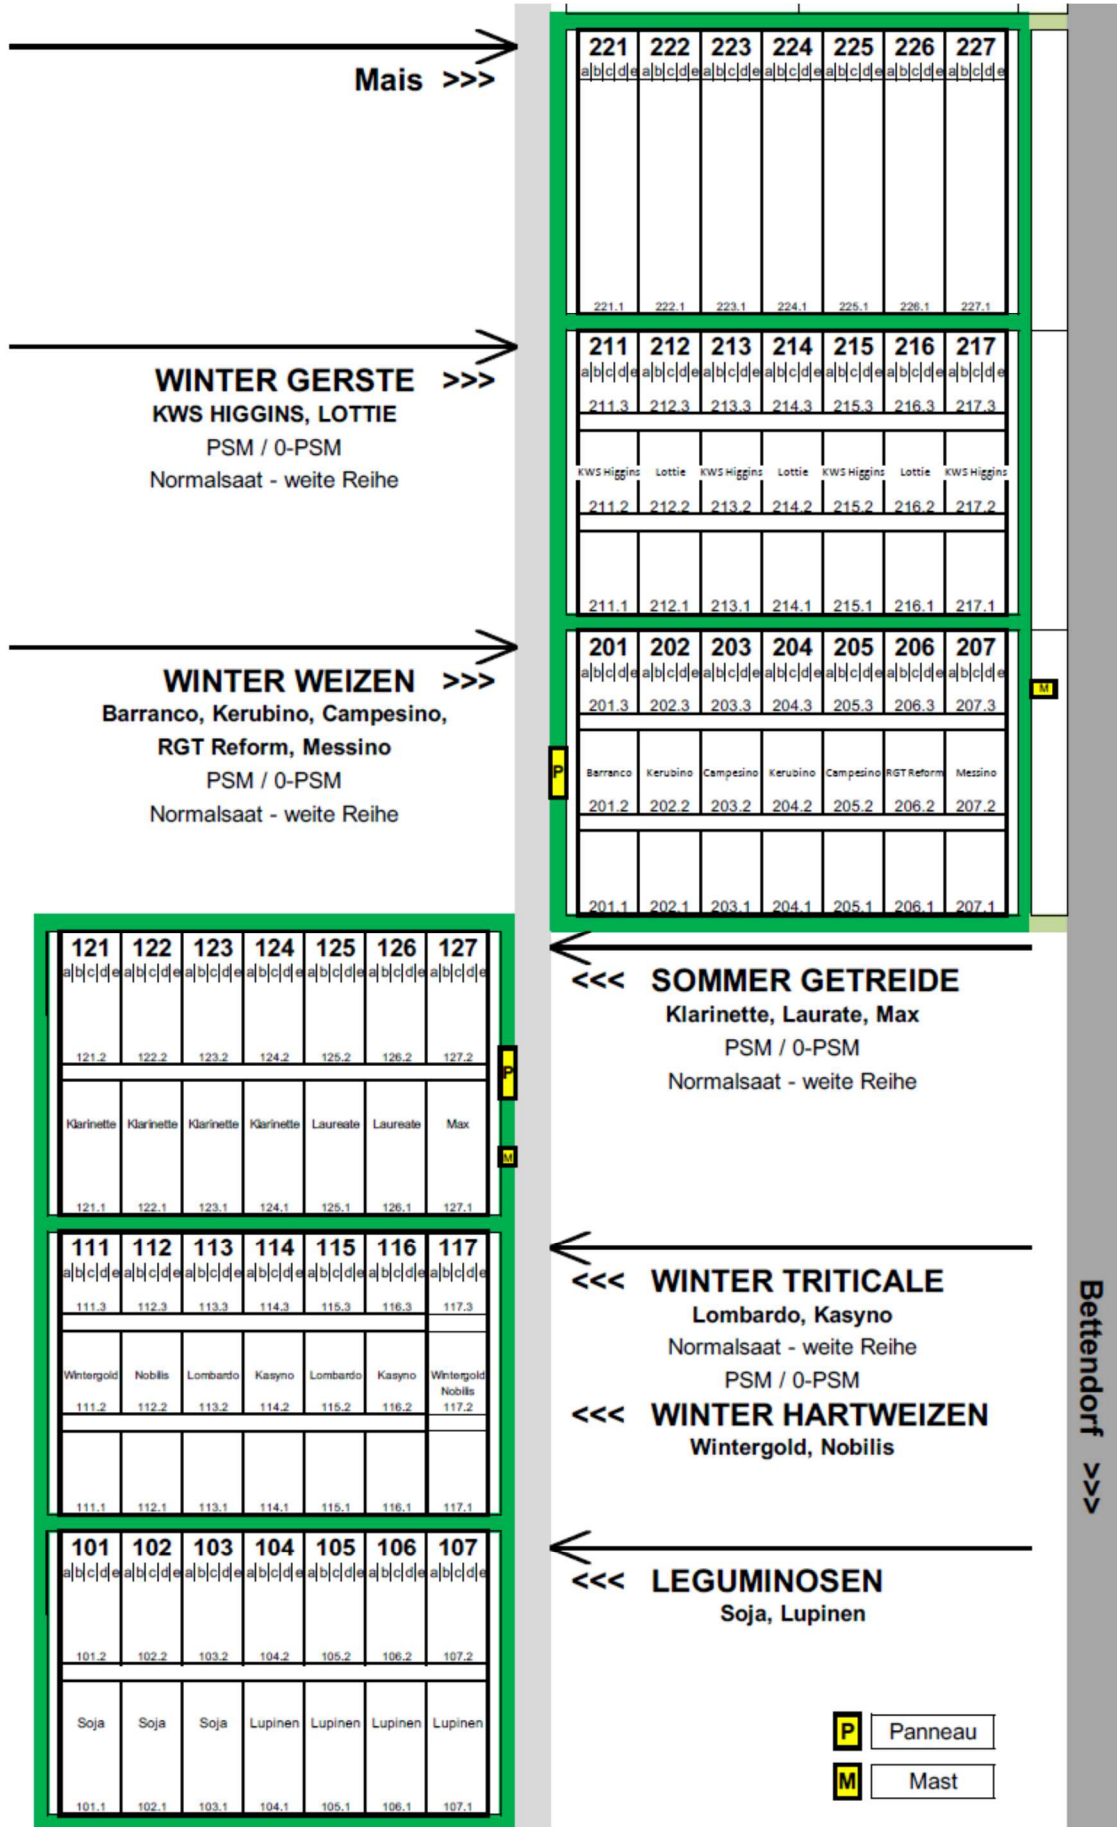 Mais >>>
221 222 223 224 225 226 227
a b c d e a b c d e a b c d e a b c d e a b c d e a b c d e a b c d e
221.1 222.1 223.1 224.1 225.1 226.1 227.1
WINTER GERSTE >>>
KWS HIGGINS, LOTTIE
PSM / 0-PSM
Normalsaat - weite Reihe
211 212 213 214 215 216 217
a b c d e a b c d e a b c d e a b c d e a b c d e a b c d e a b c d e
211.3 212.3 213.3 214.3 215.3 216.3 217.3
KWS Higgins Lottie KWS Higgins Lottie KWS Higgins Lottie KWS Higgins
211.2 212.2 213.2 214.2 215.2 216.2 217.2
211.1 212.1 213.1 214.1 215.1 216.1 217.1
WINTER WEIZEN >>>
Barranco, Kerubino, Campesino,
RGT Reform, Messino
PSM / 0-PSM
Normalsaat - weite Reihe
201 202 203 204 205 206 207
a b c d e a b c d e a b c d e a b c d e a b c d e a b c d e a b c d e
M
201.3 202.3 203.3 204.3 205.3 206.3 207.3
P
Barranco Kerubino Campesino Kerubino Campesino RGT Reform Messino
201.2 202.2 203.2 204.2 205.2 206.2 207.2
201.1 202.1 203.1 204.1 205.1 206.1 207.1
121 122 123 124 125 126 127
a b c d e a b c d e a b c d e a b c d e a b c d e a b c d e a b c d e
121.2 122.2 123.2 124.2 125.2 126.2 127.2
P
Klarinette Klarinette Klarinette Klarinette Laureate Laureate Max
M
121.1 122.1 123.1 124.1 125.1 126.1 127.1
<<< SOMMER GETREIDE
Klarinette, Laurate, Max
PSM / 0-PSM
Normalsaat - weite Reihe
111 112 113 114 115 116 117
a b c d e a b c d e a b c d e a b c d e a b c d e a b c d e a b c d e
111.3 112.3 113.3 114.3 115.3 116.3 117.3
Wintergold Nobilis Lombardo Kasyno Lombardo Kasyno Wintergold
Nobilis
111.2 112.2 113.2 114.2 115.2 116.2 117.2
111.1 112.1 113.1 114.1 115.1 116.1 117.1
<<< WINTER TRITICALE
Lombardo, Kasyno
Normalsaat - weite Reihe
PSM / 0-PSM
<<< WINTER HARTWEIZEN
Wintergold, Nobilis
101 102 103 104 105 106 107
a b c d e a b c d e a b c d e a b c d e a b c d e a b c d e a b c d e
101.2 102.2 103.2 104.2 105.2 106.2 107.2
Soja Soja Soja Lupinen Lupinen Lupinen Lupinen
101.1 102.1 103.1 104.1 105.1 106.1 107.1
<<< LEGUMINOSEN
Soja, Lupinen
P Panneau
M Mast
Bettendorf >>>